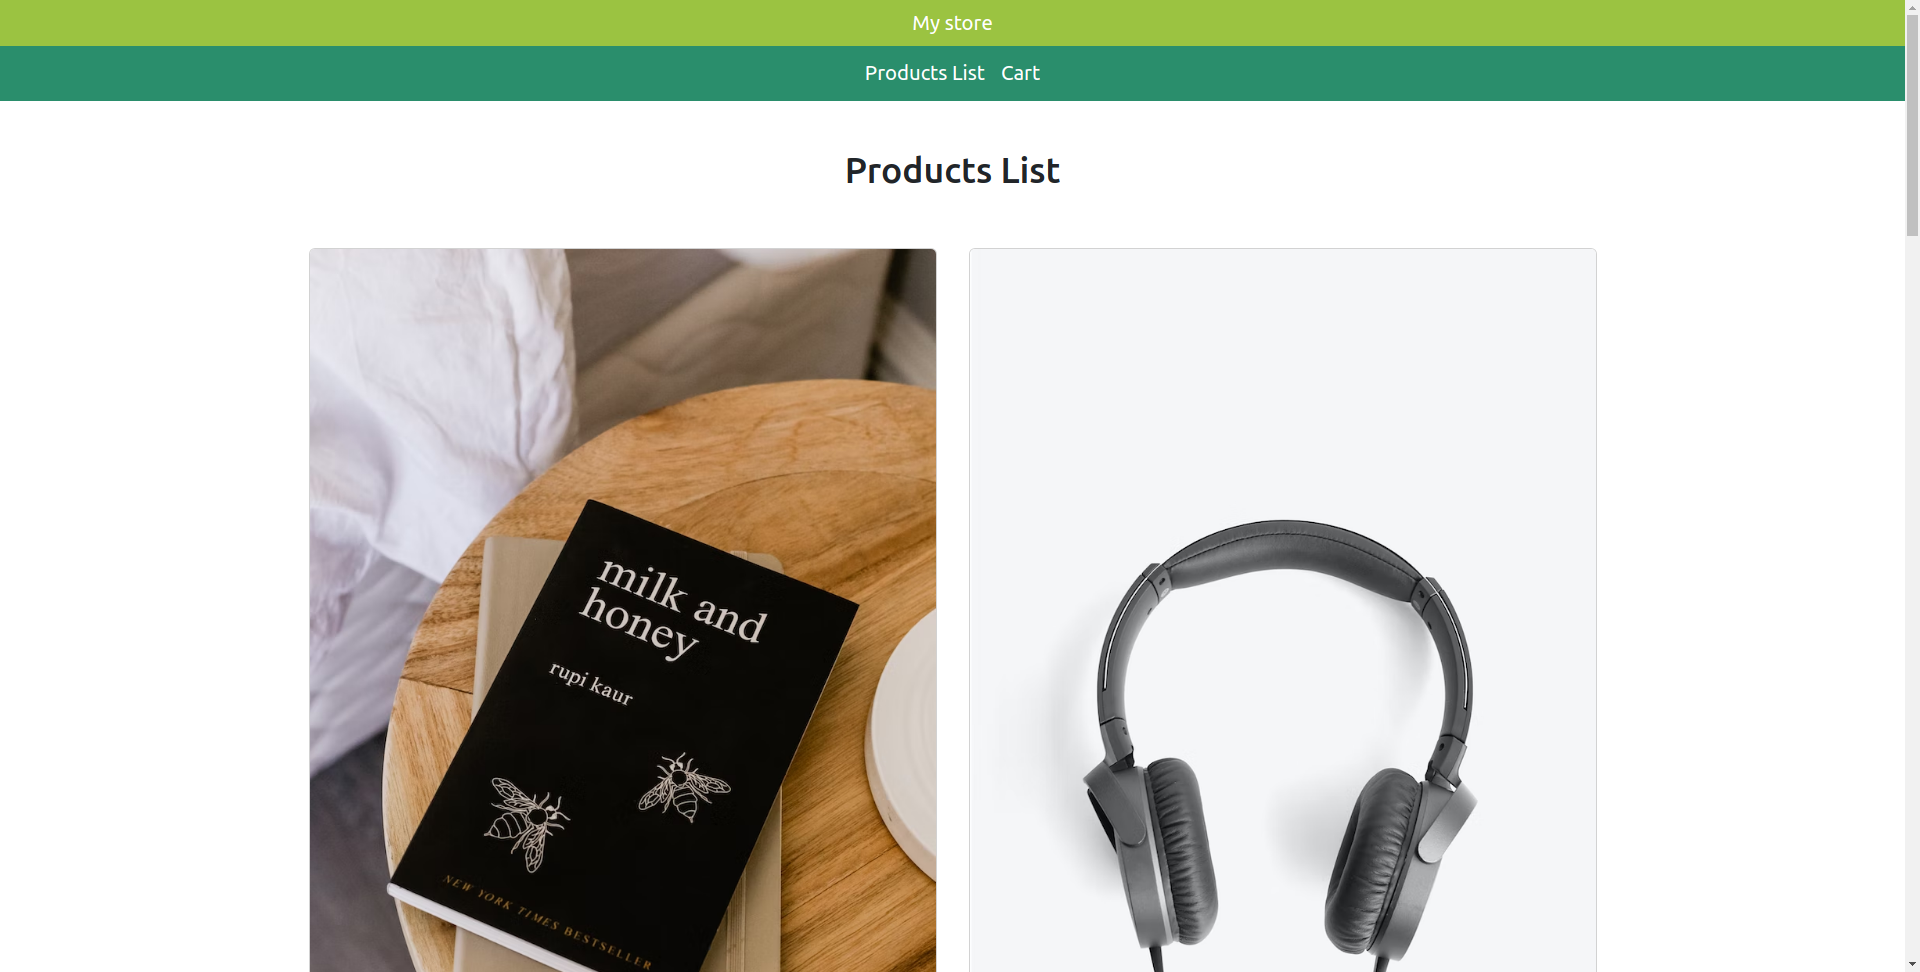 My store
Products List Cart
Products List
milk and
honey
rupi kaur
NEW YORK TIMES BESTSELLER